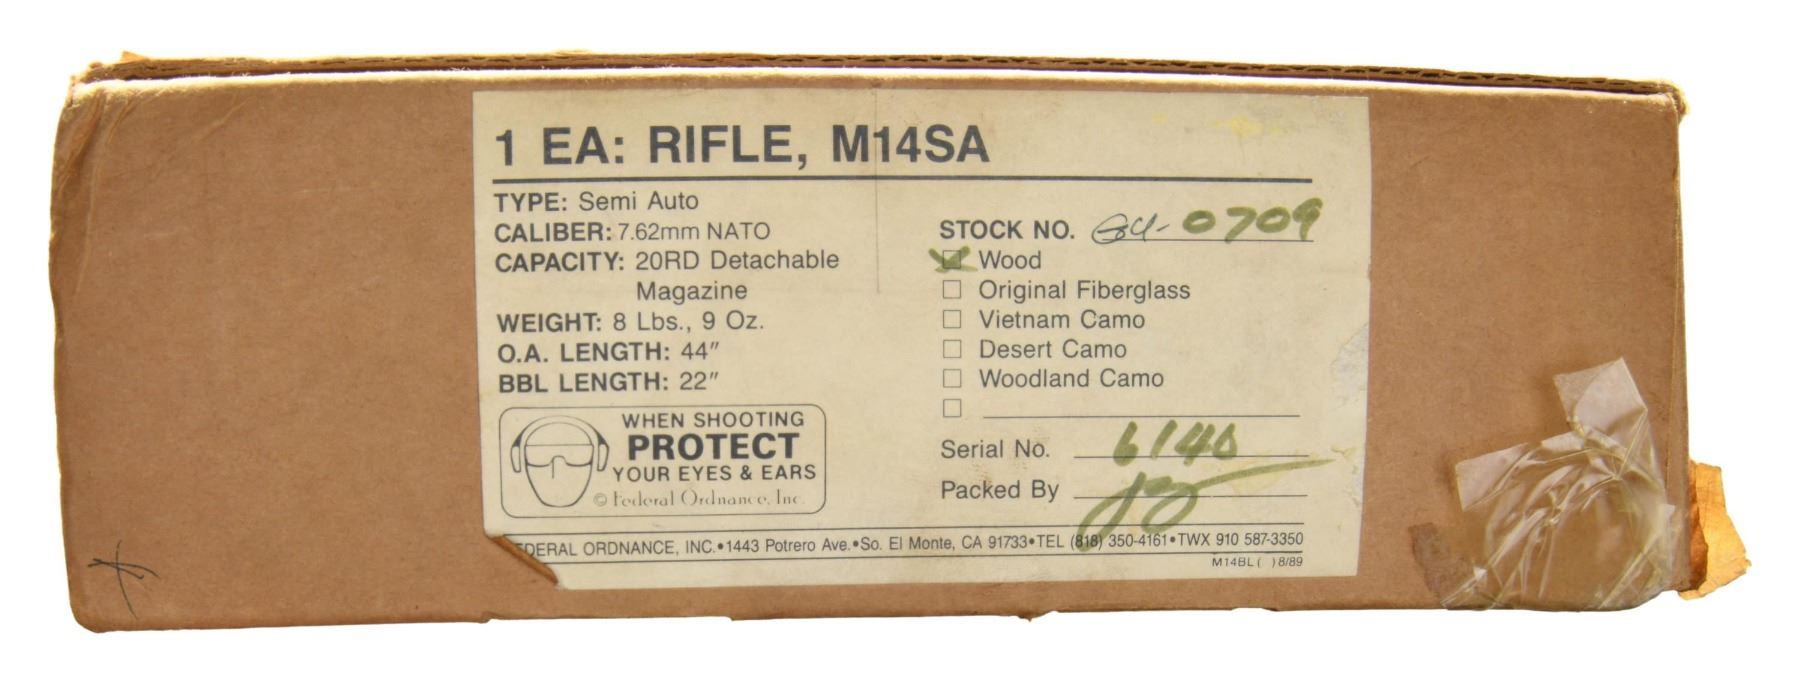 1 EA: RIFLE, M14SA
TYPE: Semi Auto
CALIBER: 7.62mm NATO
CAPACITY: 20RD Detachable
Magazine
WEIGHT: 8 Lbs., 9 Oz.
O.A. LENGTH: 44"
BBL LENGTH: 22"
WHEN SHOOTING
PROTECT
YOUR EYES & EARS
© Federal Ordnance, Inc.
STOCK NO. 0709
Wood
Original Fiberglass
Vietnam Camo
Desert Camo
Woodland Camo
Serial No. 6140
Packed By
EDERAL ORDNANCE, INC.•1443 Potrero Ave.•So. El Monte, CA 91733•TEL (818) 350-4161•TWX 910 587-3350
M14BL ( ) 8/89